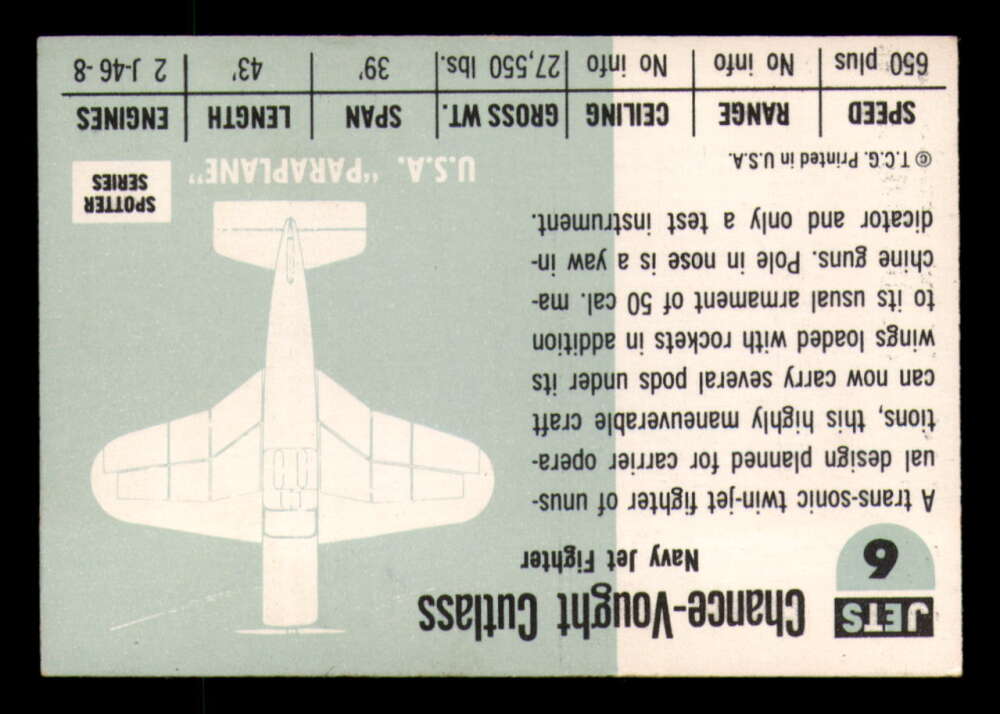 JETS
9
Chance-Vought Cutlass
Navy Jet Fighter
A trans-sonic twin-jet fighter of unus-
ual design planned for carrier opera-
tions, this highly maneuverable craft
can now carry several pods under its
wings loaded with rockets in addition
to its usual armament of 50 cal. ma-
chine guns. Pole in nose is a yaw in-
dicator and only a test instrument.
© T.C.G. Printed in U.S.A.
SPOTTER
SERIES
U.S.A. "PARAPLANE"
SPEED RANGE CEILING GROSS WT. SPAN LENGTH ENGINES
650 plus No info No info 27,550 lbs. 39' 43' 2 J-46-8